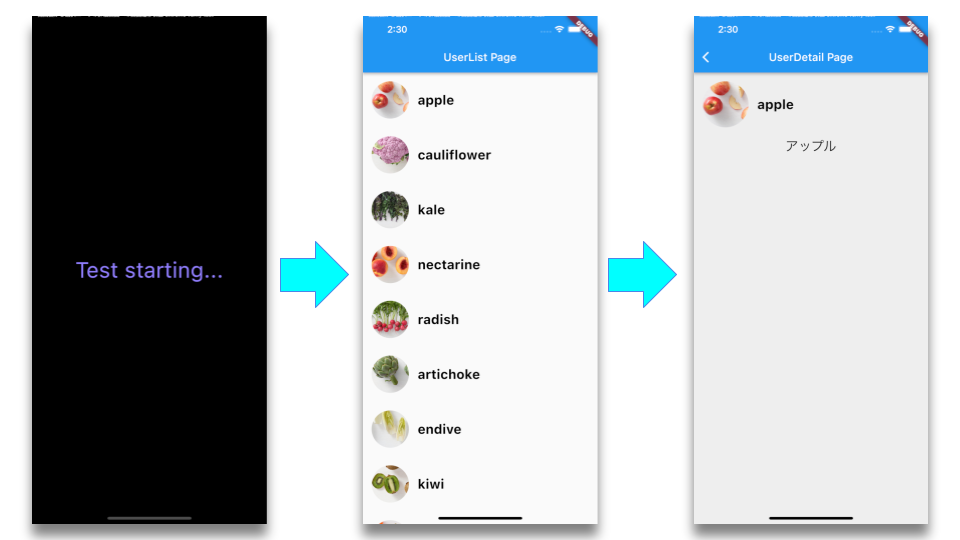 Test starting...
2:30
DEBUG
UserList Page
apple
cauliflower
kale
nectarine
radish
artichoke
endive
kiwi
2:30
DEBUG
UserDetail Page
apple
アップル